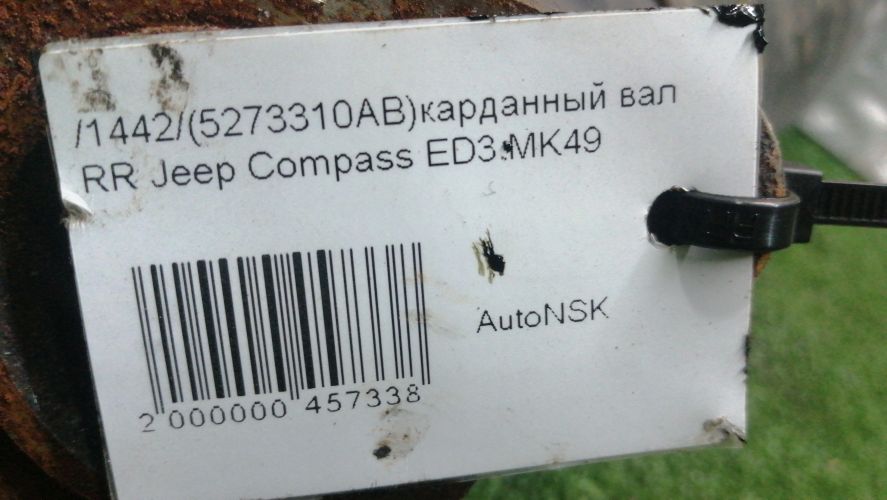 /1442/(5273310AB)карданный вал
RR Jeep Compass ED3.MK49
AutoNSK
2 000000 457338